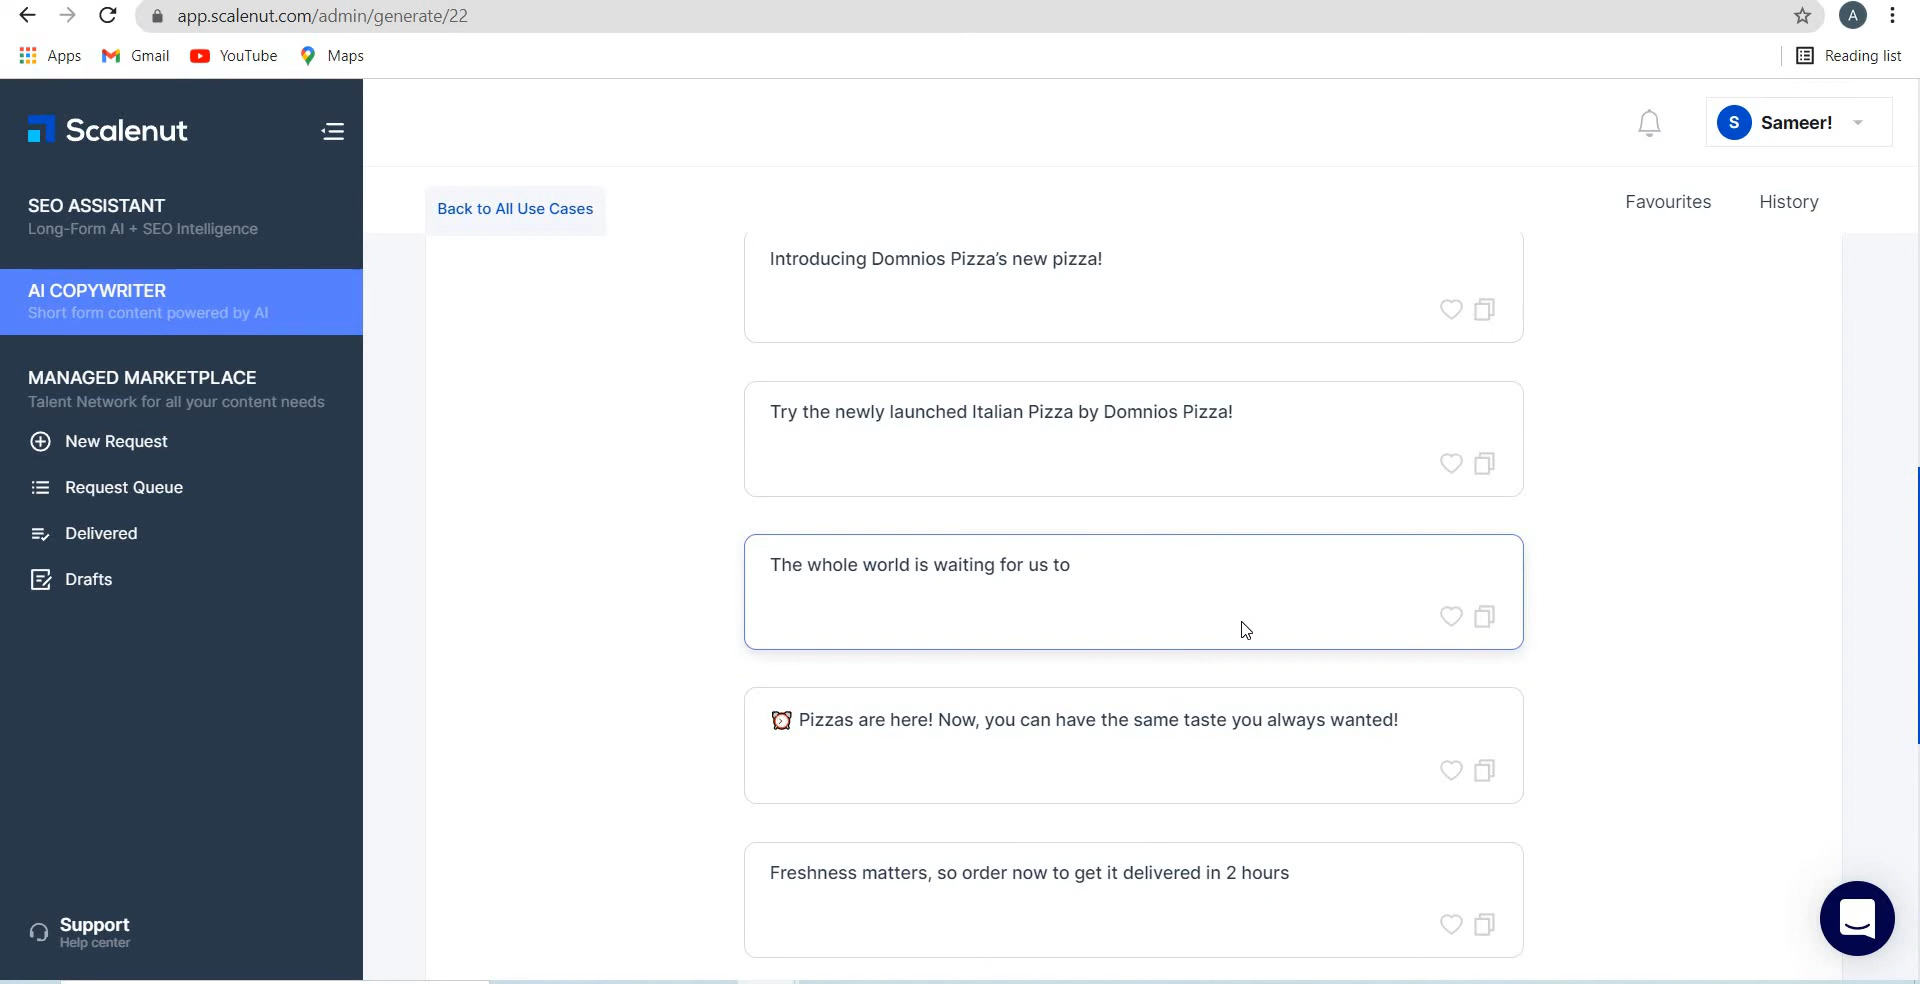 app.scalenut.com/admin/generate/22
A
Apps
Gmail
YouTube
Maps
Reading list
Scalenut
S
Sameer!
SEO ASSISTANT
Long-Form AI + SEO Intelligence
AI COPYWRITER
Short form content powered by AI
MANAGED MARKETPLACE
Talent Network for all your content needs
New Request
Request Queue
Delivered
Drafts
Support
Help center
Back to All Use Cases
Favourites
History
Introducing Domnios Pizza’s new pizza!
Try the newly launched Italian Pizza by Domnios Pizza!
The whole world is waiting for us to
⏰ Pizzas are here! Now, you can have the same taste you always wanted!
Freshness matters, so order now to get it delivered in 2 hours